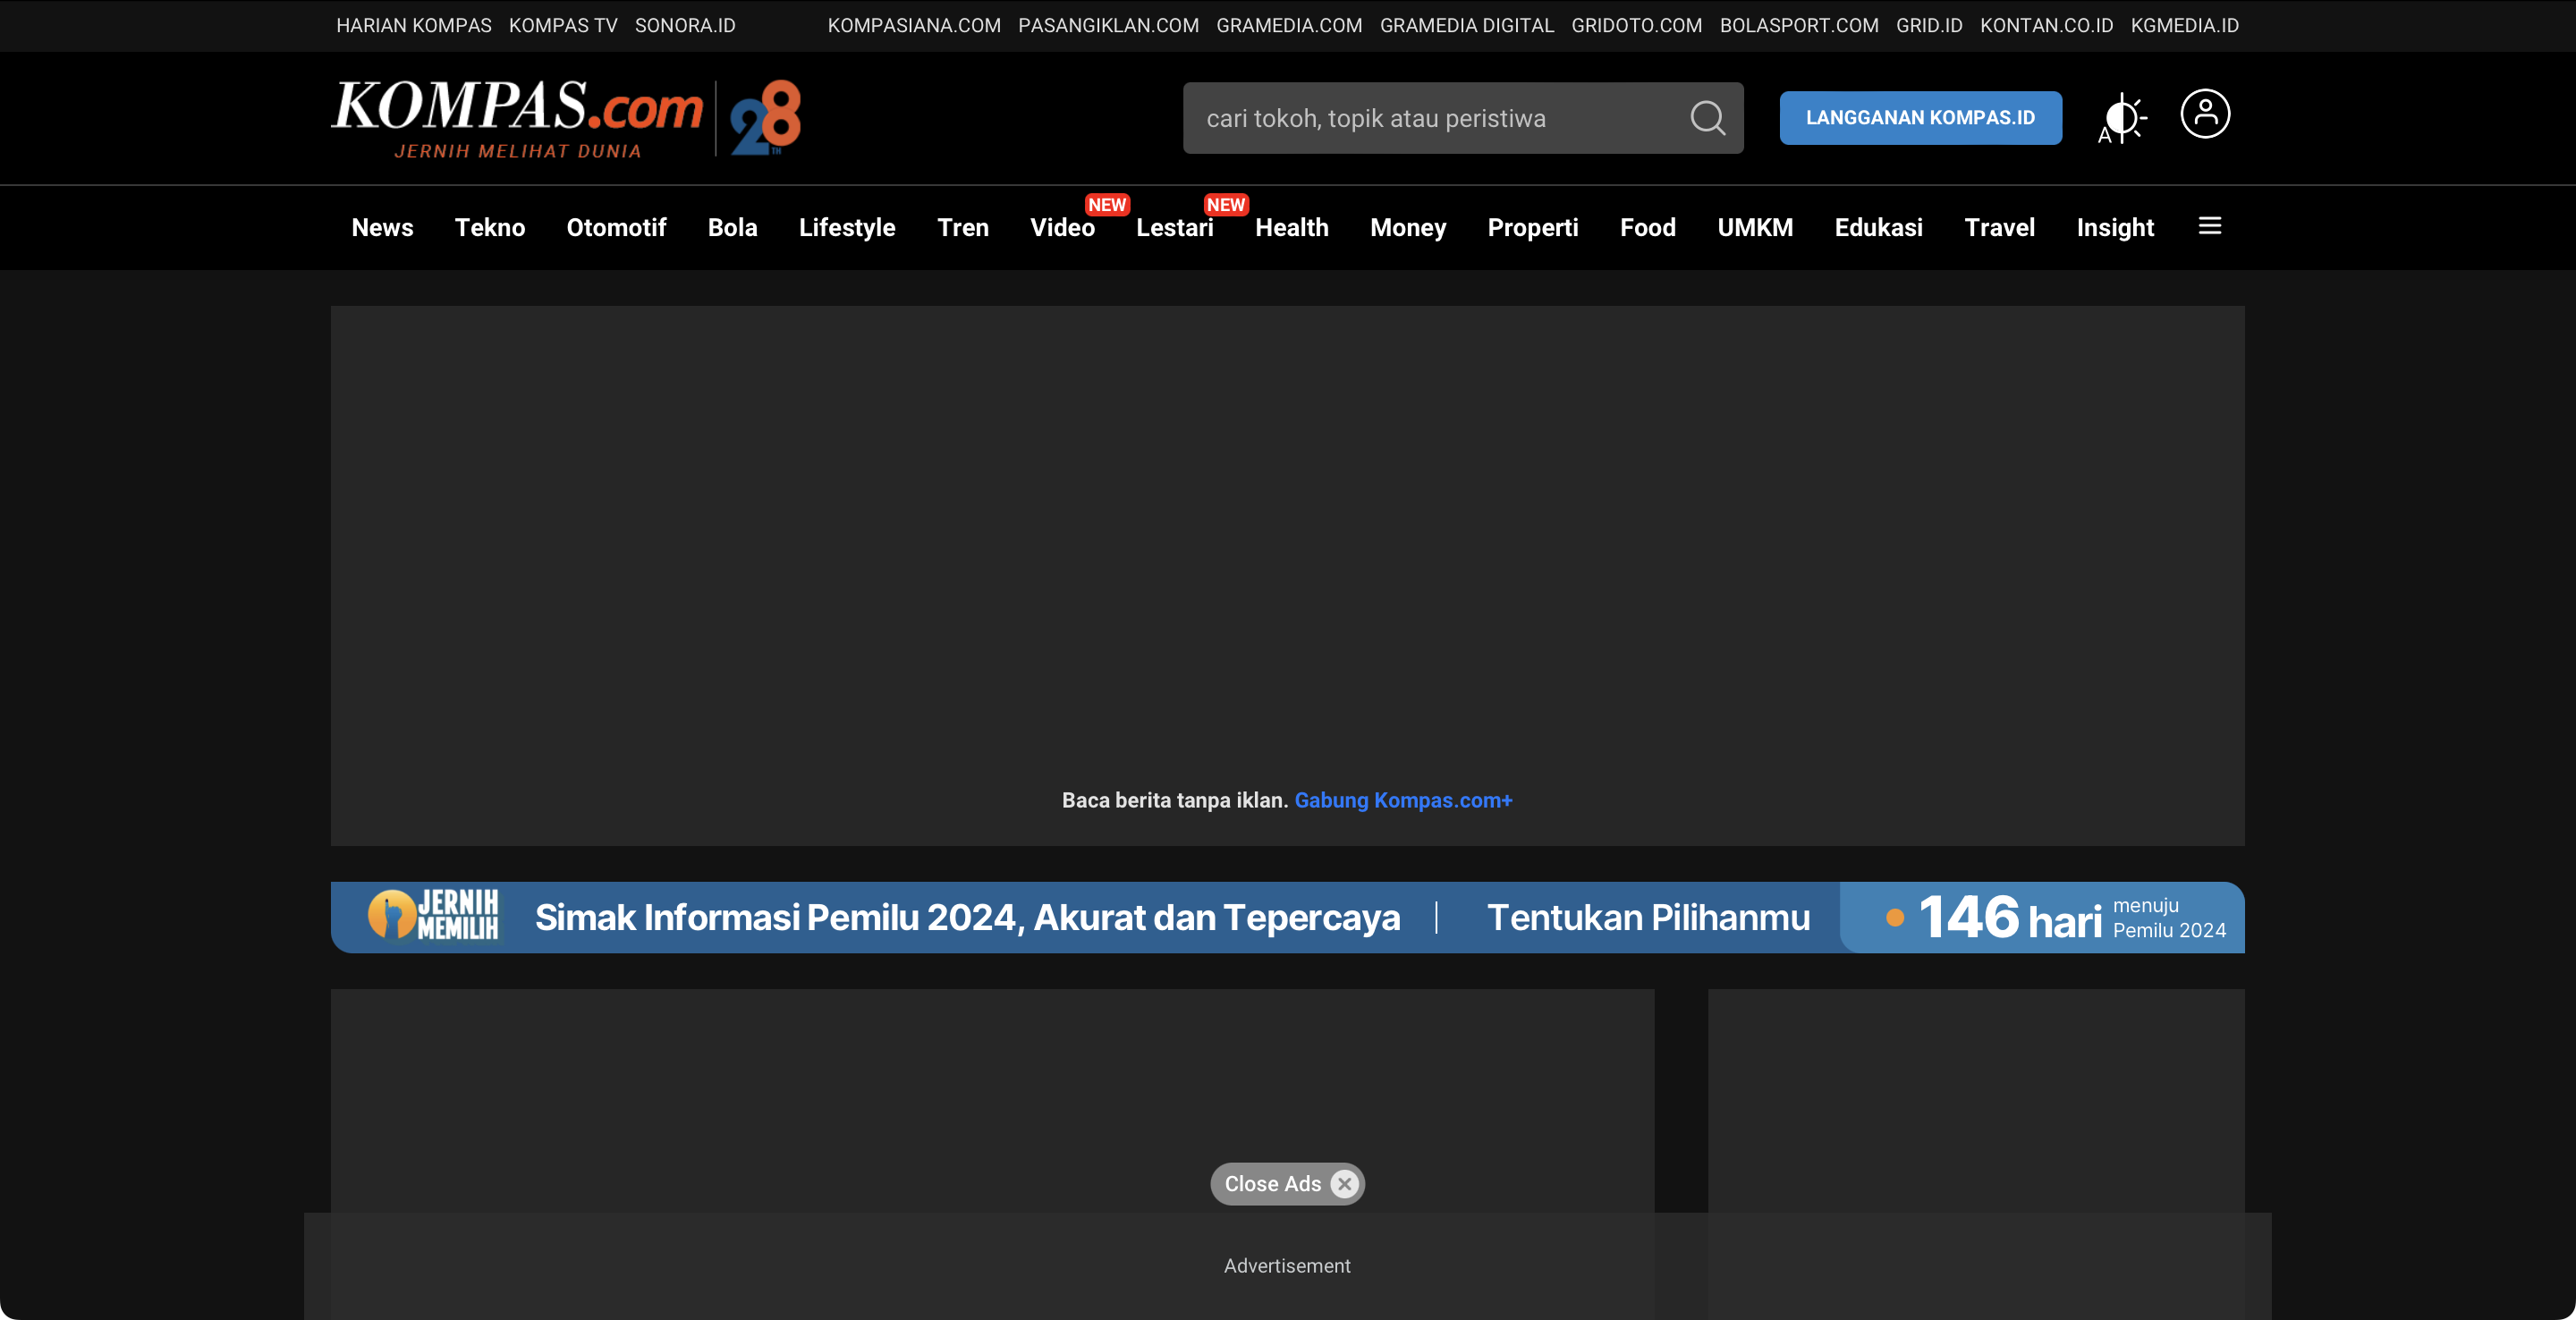 HARIAN KOMPAS KOMPAS TV SONORA.ID KOMPASIANA.COM PASANGIKLAN.COM GRAMEDIA.COM GRAMEDIA DIGITAL GRIDOTO.COM BOLASPORT.COM GRID.ID KONTAN.CO.ID KGMEDIA.ID
KOMPAS.com 28TH
JERNIH MELIHAT DUNIA
cari tokoh, topik atau peristiwa
LANGGANAN KOMPAS.ID
A
NEW NEW
News Tekno Otomotif Bola Lifestyle Tren Video Lestari Health Money Properti Food UMKM Edukasi Travel Insight
Baca berita tanpa iklan. Gabung Kompas.com+
JERNIH
MEMILIH
Simak Informasi Pemilu 2024, Akurat dan Tepercaya | Tentukan Pilihanmu
146 hari
menuju
Pemilu 2024
Close Ads
Advertisement